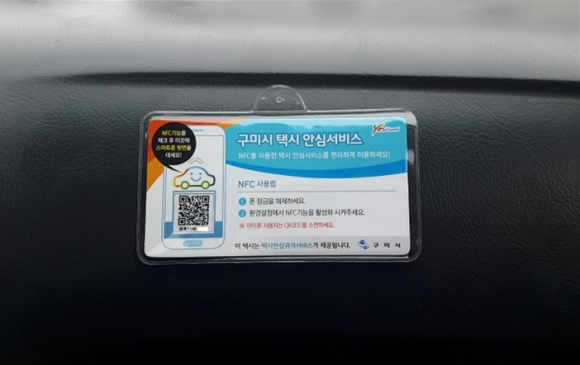 NFC기능을
체크 후 이곳에
스마트폰 뒷면을
대세요!
구미시 택시 안심서비스
Yes Gumi
NFC를 이용한 택시 안심서비스를 편리하게 이용하세요!
NFC 사용법
1 폰 잠금을 해제하세요.
2 환경설정에서 NFC기능을 활성화 시켜주세요.
※ 아이폰 사용자는 QR코드를 스캔하세요.
이 택시는 택시안심귀가서비스가 제공됩니다. 구 미 시